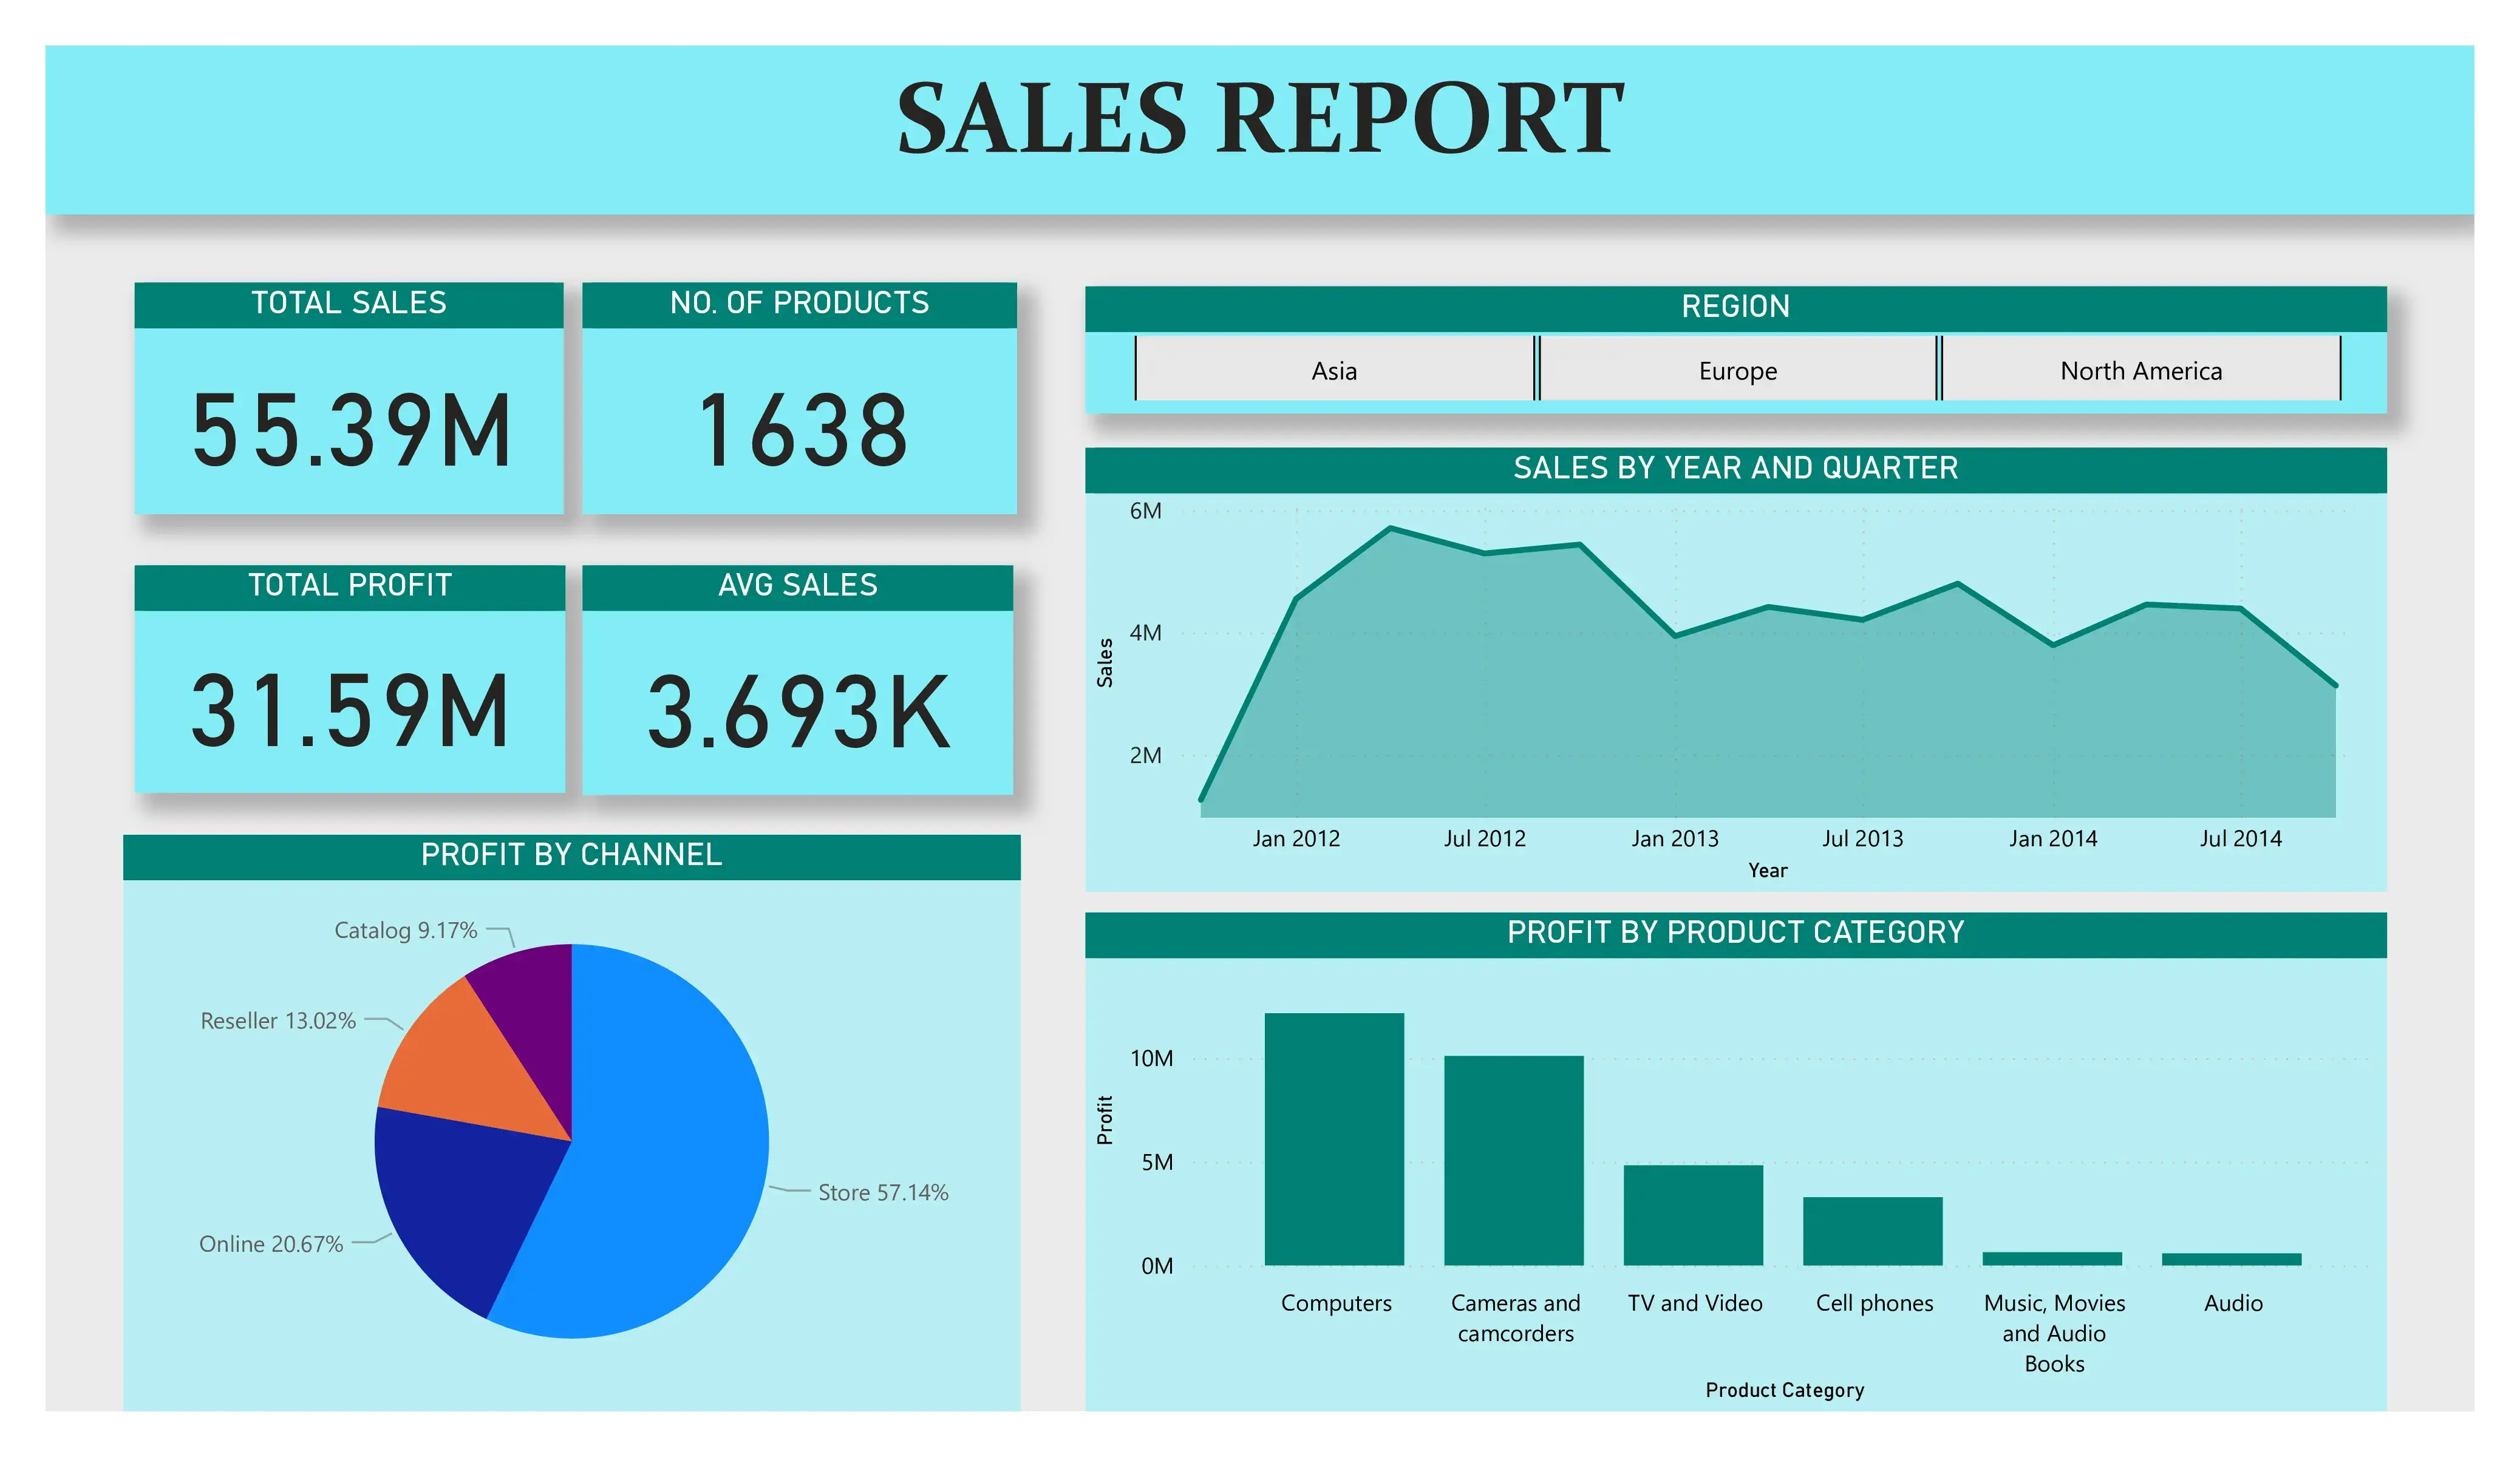 SALES REPORT
TOTAL SALES
55.39M
NO. OF PRODUCTS
1638
TOTAL PROFIT
31.59M
AVG SALES
3.693K
PROFIT BY CHANNEL
Catalog 9.17%
Reseller 13.02%
Store 57.14%
Online 20.67%
REGION
Asia
Europe
North America
SALES BY YEAR AND QUARTER
6M
4M
2M
Sales
Jan 2012
Jul 2012
Jan 2013
Jul 2013
Jan 2014
Jul 2014
Year
PROFIT BY PRODUCT CATEGORY
10M
5M
0M
Profit
Computers
Cameras and
camcorders
TV and Video
Cell phones
Music, Movies
and Audio
Books
Audio
Product Category